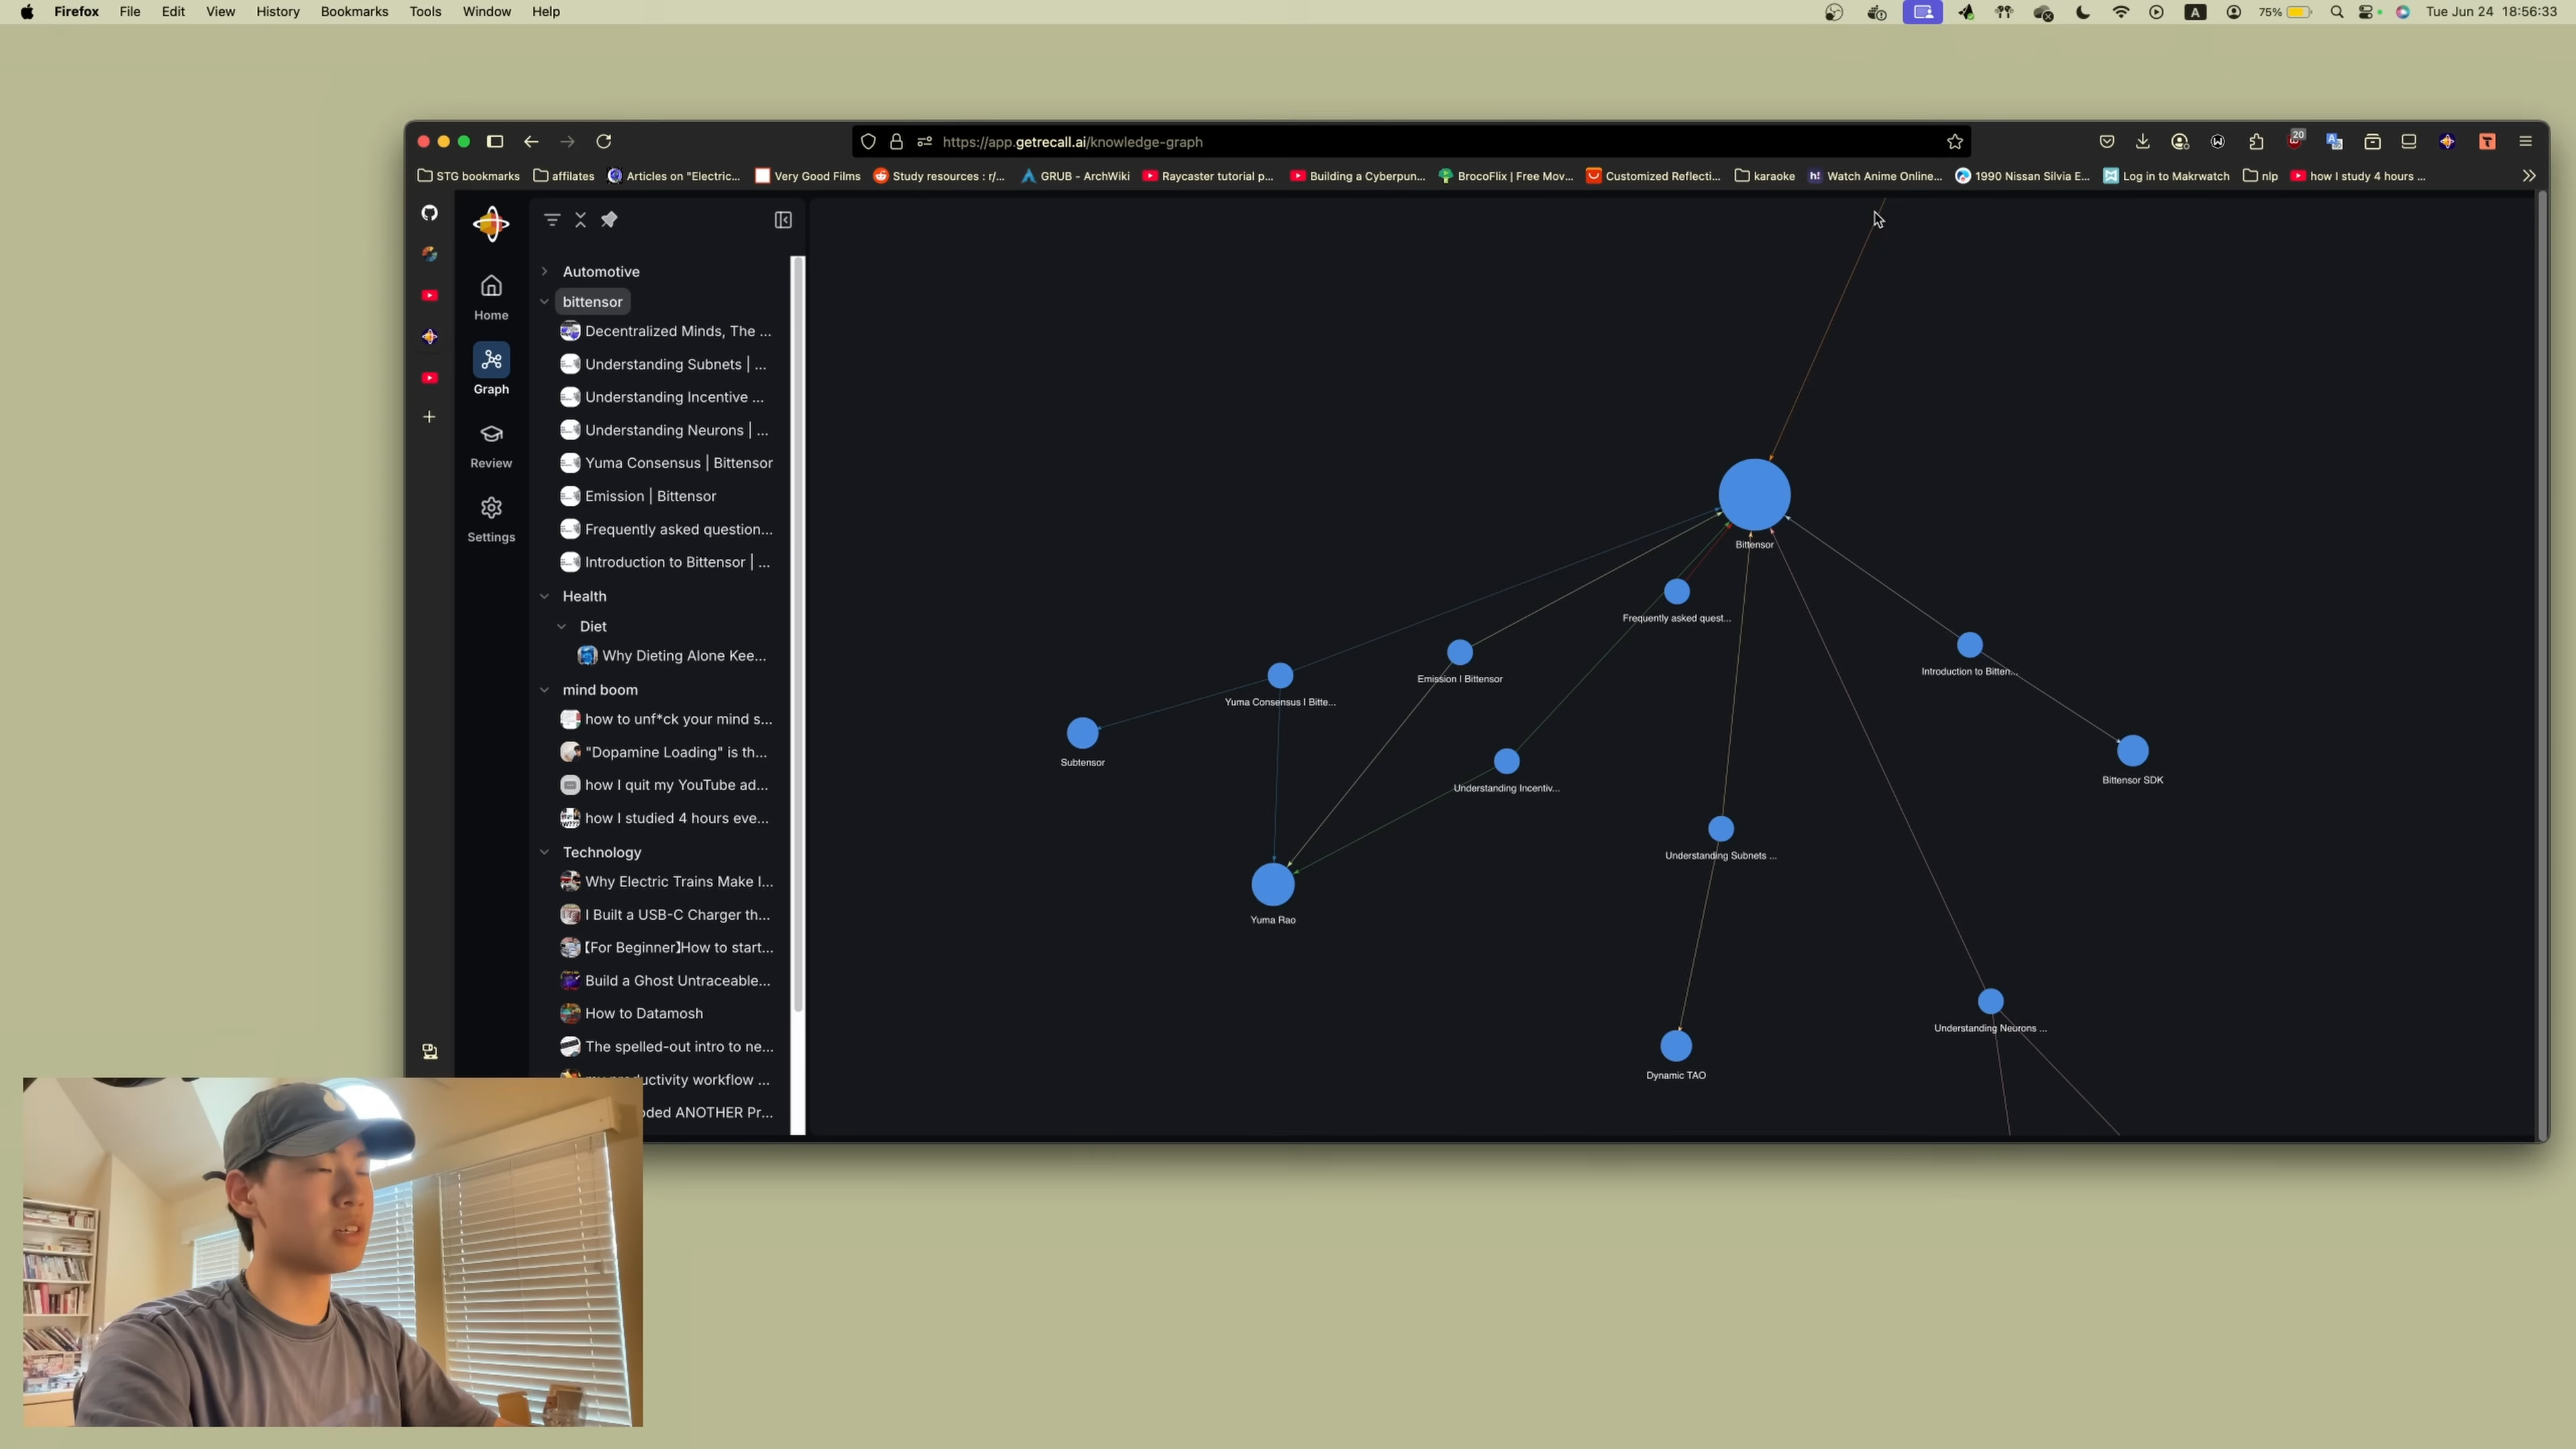 Firefox File Edit View History Bookmarks Tools Window Help
A 75% Tue Jun 24 18:56:33
https://app.getrecall.ai/knowledge-graph
20
STG bookmarks affilates Articles on "Electric... Very Good Films Study resources : r/... GRUB - ArchWiki Raycaster tutorial p... Building a Cyberpun... BrocoFlix | Free Mov... Customized Reflecti... karaoke Watch Anime Online... 1990 Nissan Silvia E... Log in to Makrwatch nlp how I study 4 hours ...
Home
Graph
Review
Settings
Automotive
bittensor
Decentralized Minds, The ...
Understanding Subnets | ...
Understanding Incentive ...
Understanding Neurons | ...
Yuma Consensus | Bittensor
Emission | Bittensor
Frequently asked question...
Introduction to Bittensor | ...
Health
Diet
Why Dieting Alone Kee...
mind boom
how to unf*ck your mind s...
"Dopamine Loading" is th...
how I quit my YouTube ad...
how I studied 4 hours eve...
Technology
Why Electric Trains Make I...
I Built a USB-C Charger th...
【For Beginner】How to start...
Build a Ghost Untraceable...
How to Datamosh
The spelled-out intro to ne...
workflow ...
ANOTHER Pr...
Bittensor
Frequently asked quest...
Emission | Bittensor
Introduction to Bitten...
Yuma Consensus | Bitte...
Subtensor
Bittensor SDK
Understanding Incentiv...
Understanding Subnets ...
Yuma Rao
Understanding Neurons ...
Dynamic TAO